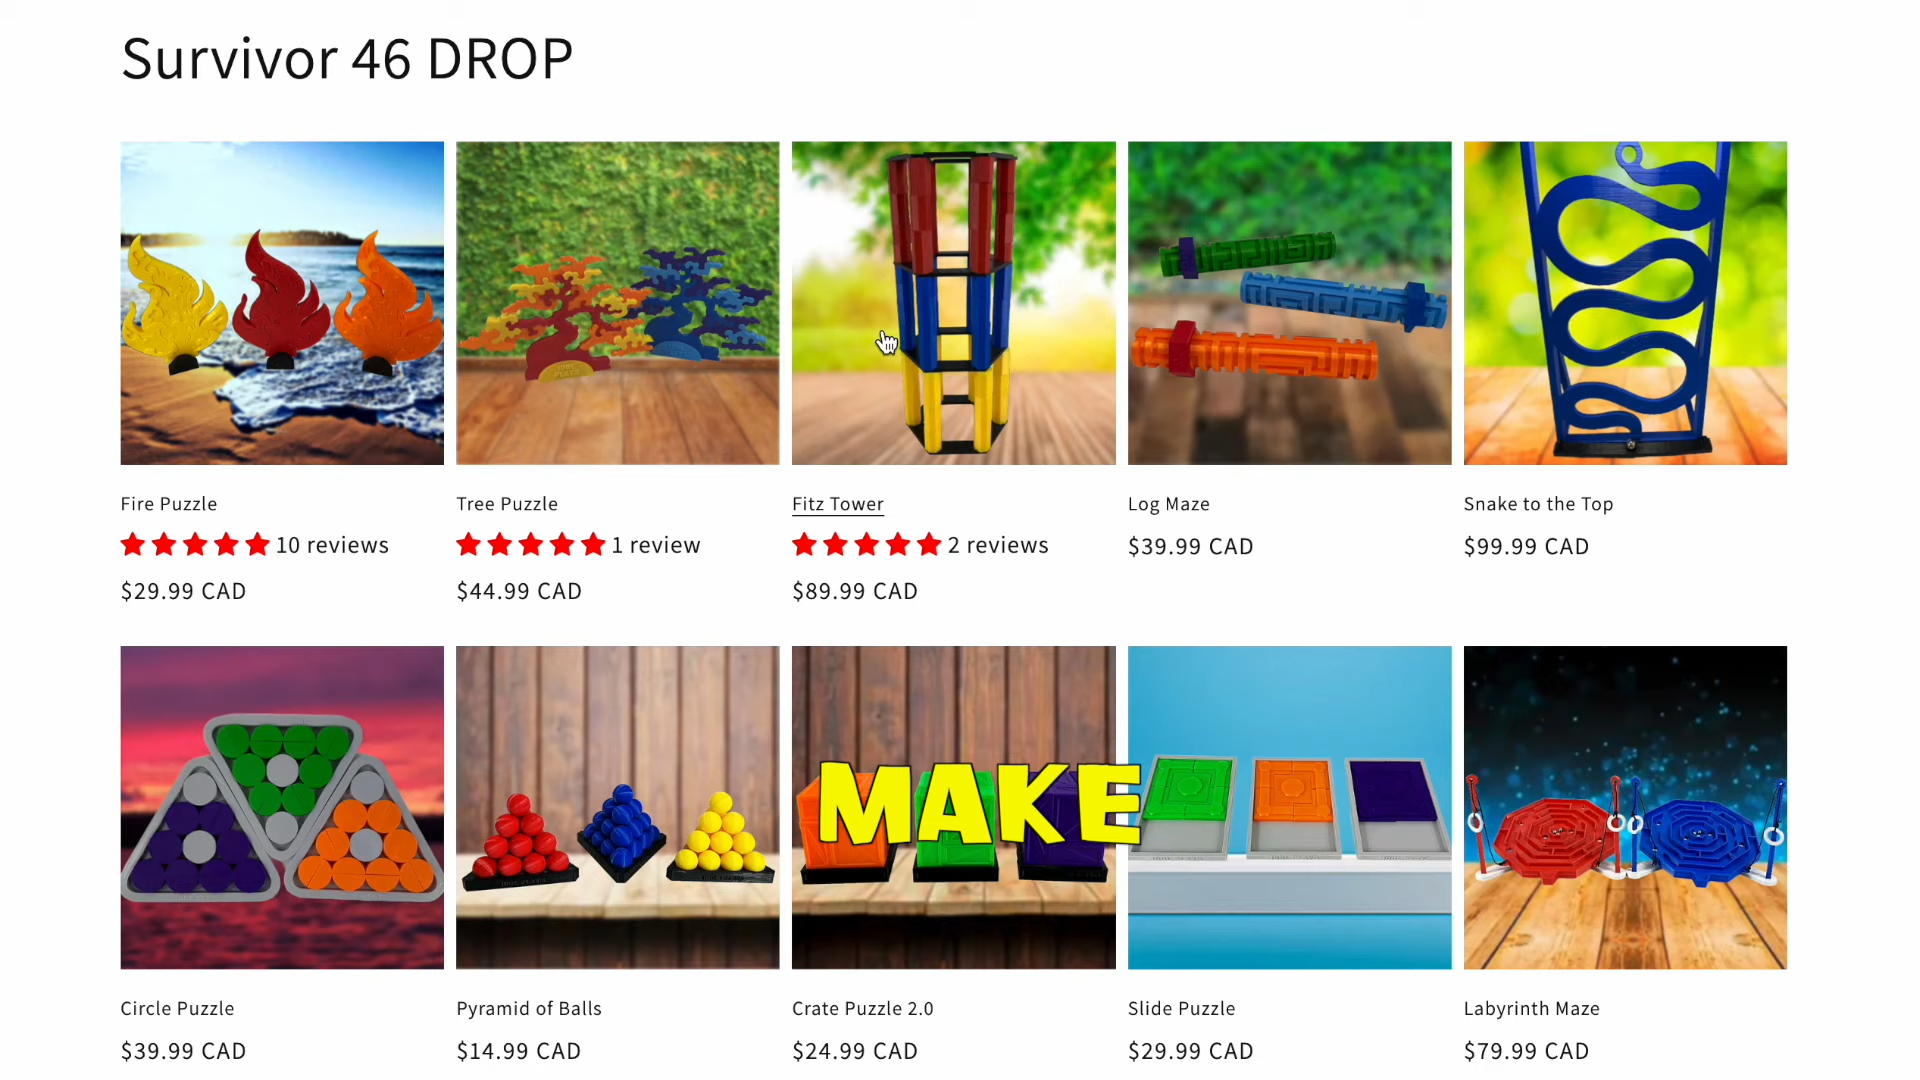 Survivor 46 DROP
Fire Puzzle
10 reviews
$29.99 CAD
Tree Puzzle
1 review
$44.99 CAD
Fitz Tower
2 reviews
$89.99 CAD
Log Maze
$39.99 CAD
Snake to the Top
$99.99 CAD
MAKE
Circle Puzzle
$39.99 CAD
Pyramid of Balls
$14.99 CAD
Crate Puzzle 2.0
$24.99 CAD
Slide Puzzle
$29.99 CAD
Labyrinth Maze
$79.99 CAD